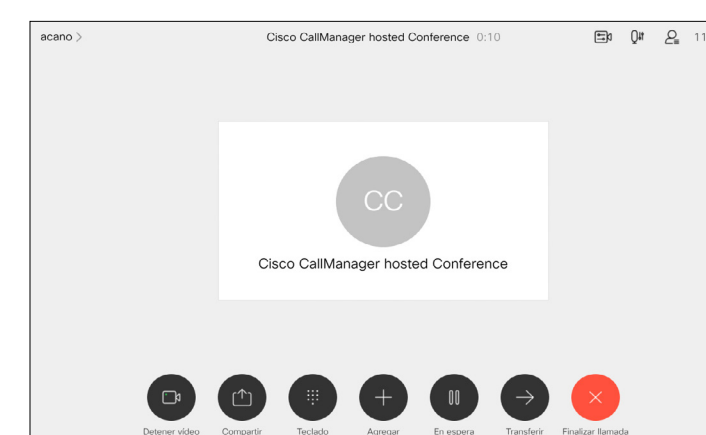 acano >
Cisco CallManager hosted Conference 0:10
11
CC
Cisco CallManager hosted Conference
Detener vídeo
Compartir
Teclado
Agregar
En espera
Transferir
Finalizar llamada